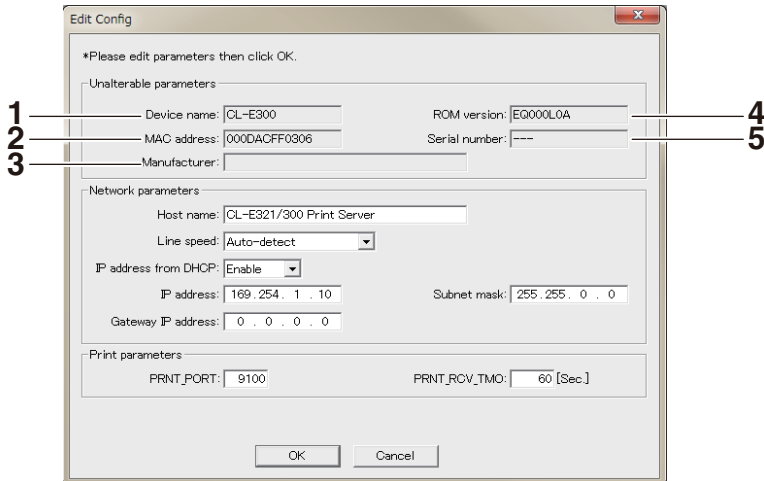 Edit Config
*Please edit parameters then click OK.
Unalterable parameters
1 Device name: CL-E300 ROM version: EQ000L0A 4
2 MAC address: 000DACFF0306 Serial number: --- 5
3 Manufacturer:
Network parameters
Host name: CL-E321/300 Print Server
Line speed: Auto-detect
IP address from DHCP: Enable
IP address: 169.254. 1 . 10 Subnet mask: 255.255. 0 . 0
Gateway IP address: 0 . 0 . 0 . 0
Print parameters
PRNT_PORT: 9100 PRNT_RCV_TMO: 60 [Sec.]
OK Cancel